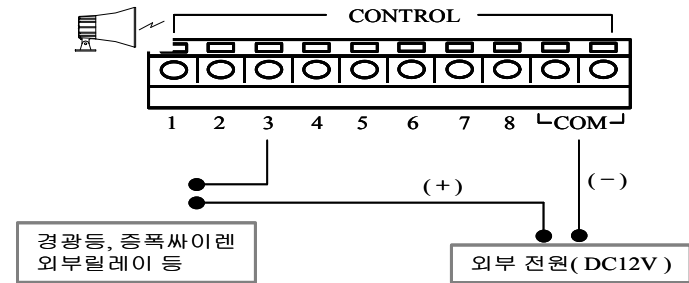 CONTROL
1 2 3 4 5 6 7 8 COM
(+) (−)
경광등, 증폭싸이렌
외부릴레이 등
외부 전원( DC12V )